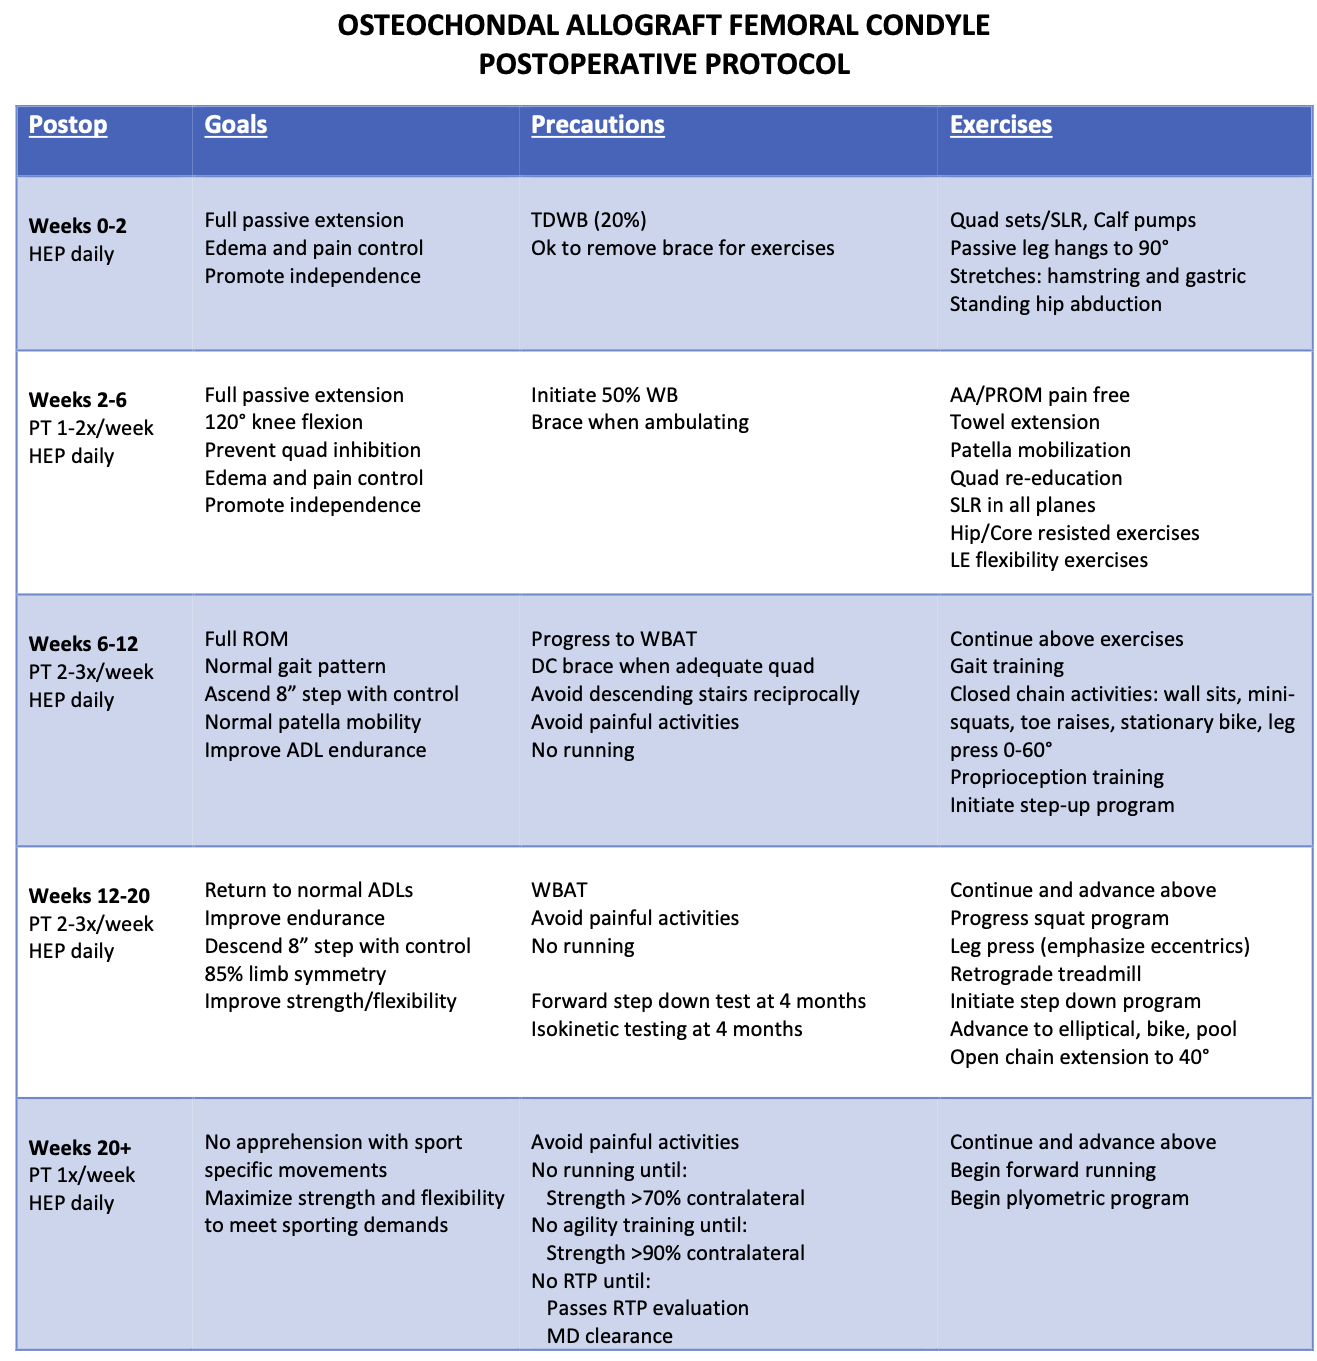 OSTEOCHONDAL ALLOGRAFT FEMORAL CONDYLE
POSTOPERATIVE PROTOCOL
Postop
Goals
Precautions
Exercises
Weeks 0-2
HEP daily
Full passive extension
Edema and pain control
Promote independence
TDWB (20%)
Ok to remove brace for exercises
Quad sets/SLR, Calf pumps
Passive leg hangs to 90°
Stretches: hamstring and gastric
Standing hip abduction
Weeks 2-6
PT 1-2x/week
HEP daily
Full passive extension
120° knee flexion
Prevent quad inhibition
Edema and pain control
Promote independence
Initiate 50% WB
Brace when ambulating
AA/PROM pain free
Towel extension
Patella mobilization
Quad re-education
SLR in all planes
Hip/Core resisted exercises
LE flexibility exercises
Weeks 6-12
PT 2-3x/week
HEP daily
Full ROM
Normal gait pattern
Ascend 8” step with control
Normal patella mobility
Improve ADL endurance
Progress to WBAT
DC brace when adequate quad
Avoid descending stairs reciprocally
Avoid painful activities
No running
Continue above exercises
Gait training
Closed chain activities: wall sits, mini-
squats, toe raises, stationary bike, leg
press 0-60°
Proprioception training
Initiate step-up program
Weeks 12-20
PT 2-3x/week
HEP daily
Return to normal ADLs
Improve endurance
Descend 8” step with control
85% limb symmetry
Improve strength/flexibility
WBAT
Avoid painful activities
No running
Forward step down test at 4 months
Isokinetic testing at 4 months
Continue and advance above
Progress squat program
Leg press (emphasize eccentrics)
Retrograde treadmill
Initiate step down program
Advance to elliptical, bike, pool
Open chain extension to 40°
Weeks 20+
PT 1x/week
HEP daily
No apprehension with sport
specific movements
Maximize strength and flexibility
to meet sporting demands
Avoid painful activities
No running until:
Strength >70% contralateral
No agility training until:
Strength >90% contralateral
No RTP until:
Passes RTP evaluation
MD clearance
Continue and advance above
Begin forward running
Begin plyometric program